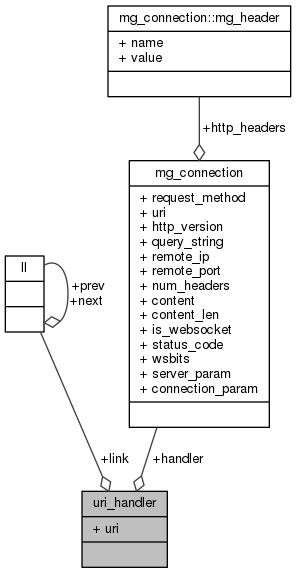 mg_connection::mg_header
+ name
+ value
+http_headers
mg_connection
+ request_method
+ uri
+ http_version
+ query_string
+ remote_ip
+ remote_port
+ num_headers
+ content
+ content_len
+ is_websocket
+ status_code
+ wsbits
+ server_param
+ connection_param
ll
+prev
+next
+link
+handler
uri_handler
+ uri